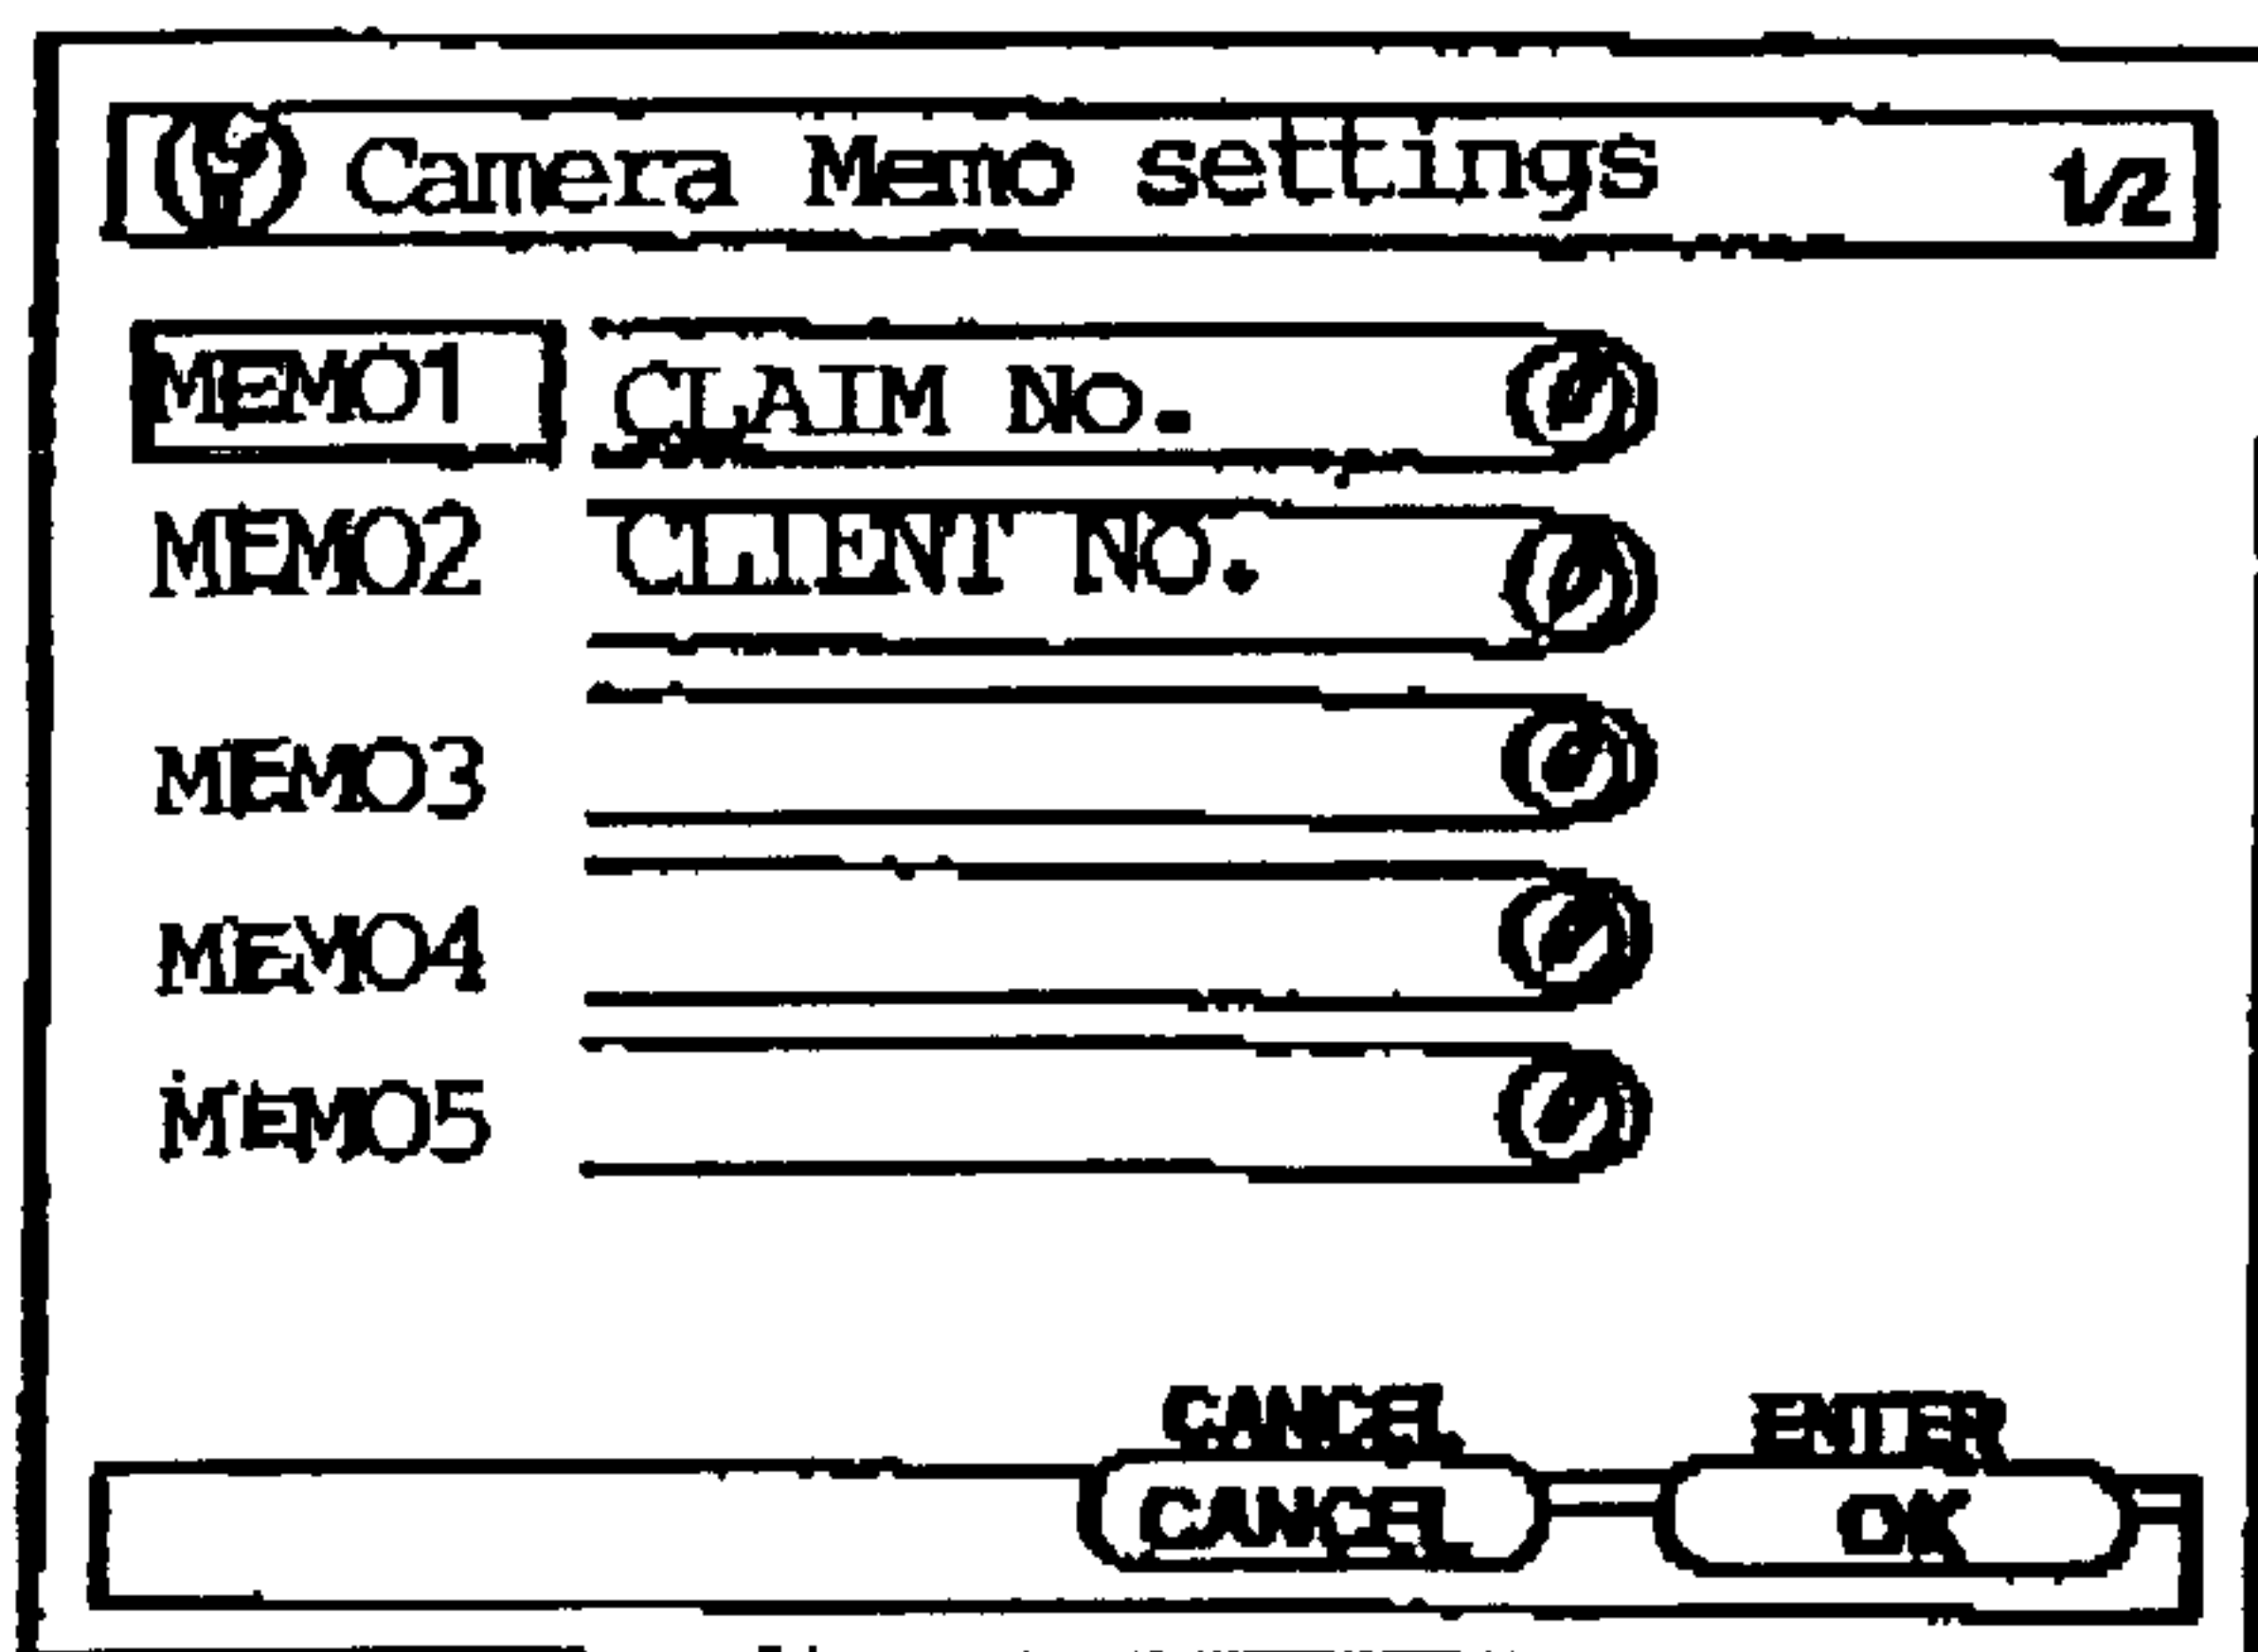 Camera Memo settings 1/2
MEMO1 CLAIM No.
MEMO2 CLIENT NO.
MEMO3
MEMO4
MEMO5
CANCEL ENTER
CANCEL OK